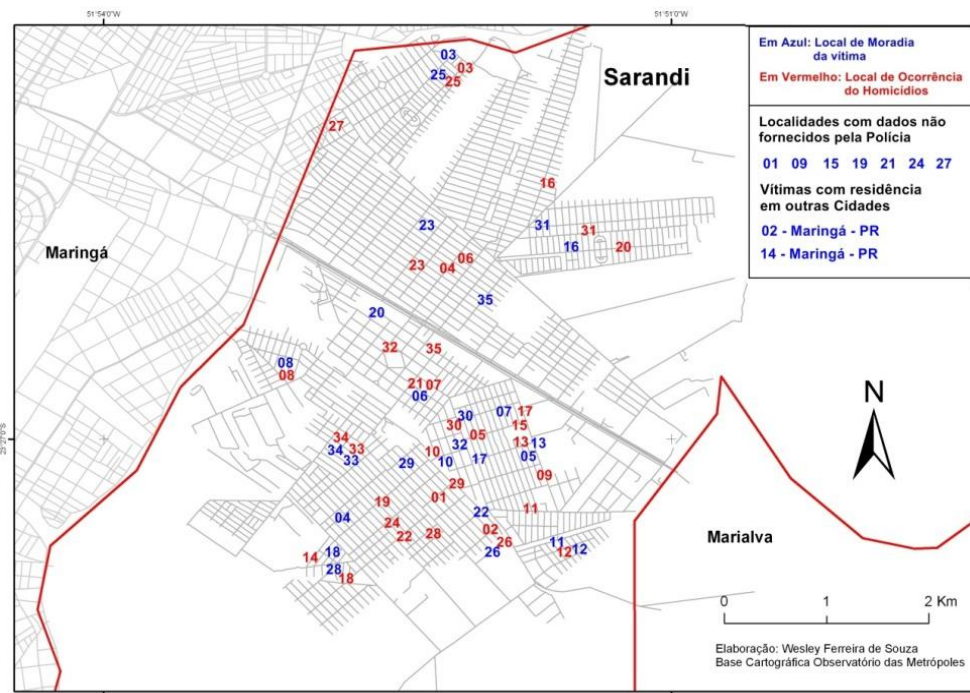 51°54'0"W
51°51'0"W
Em Azul: Local de Moradia
da vítima
Em Vermelho: Local de Ocorrência
do Homicídios
Localidades com dados não
fornecidos pela Polícia
01 09 15 19 21 24 27
Vítimas com residência
em outras Cidades
02 - Maringá - PR
14 - Maringá - PR
Sarandi
03
03
25
25
27
16
23
31
31
Maringá
16
20
06
23
04
35
20
32
35
08
08
21
07
06
30
07
17
30
15
05
34
33
32
13
13
23°27'0"S
34
10
33
29
10
17
05
09
29
19
01
11
04
22
24
22
28
02
26
18
14
28
18
26
11
12
12
N
Marialva
0 1 2 Km
Elaboração: Wesley Ferreira de Souza
Base Cartográfica Observatório das Metrópoles